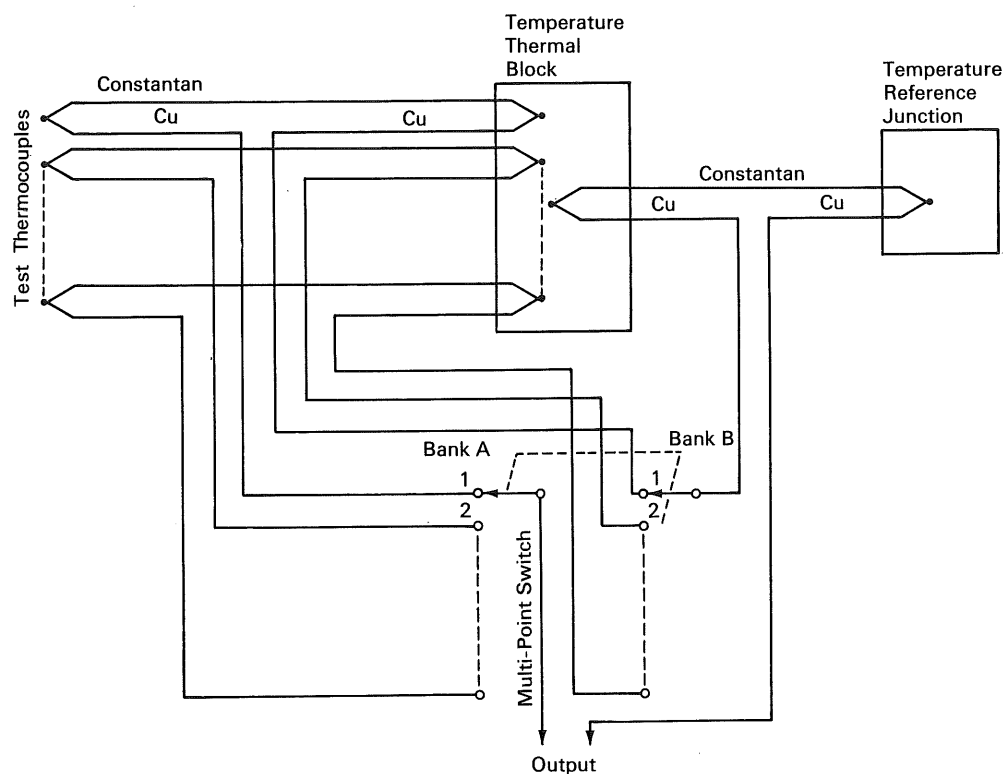 Temperature
Thermal
Block
Temperature
Reference
Junction
Constantan
Cu
Cu
Test Thermocouples
Constantan
Cu
Cu
Bank A
Bank B
1
1
2
2
Multi-Point Switch
Output